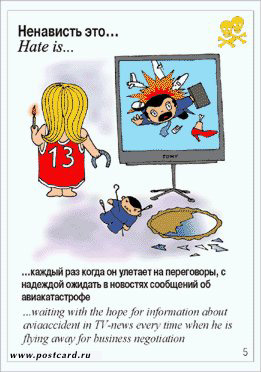 Ненависть это...
Hate is...
13
TOMY
...каждый раз когда он улетает на переговоры, с
надеждой ожидать в новостях сообщений об
авиакатастрофе
...waiting with the hope for information about
aviaaccident in TV-news every time when he is
flying away for business negotiation
5
www.postcard.ru